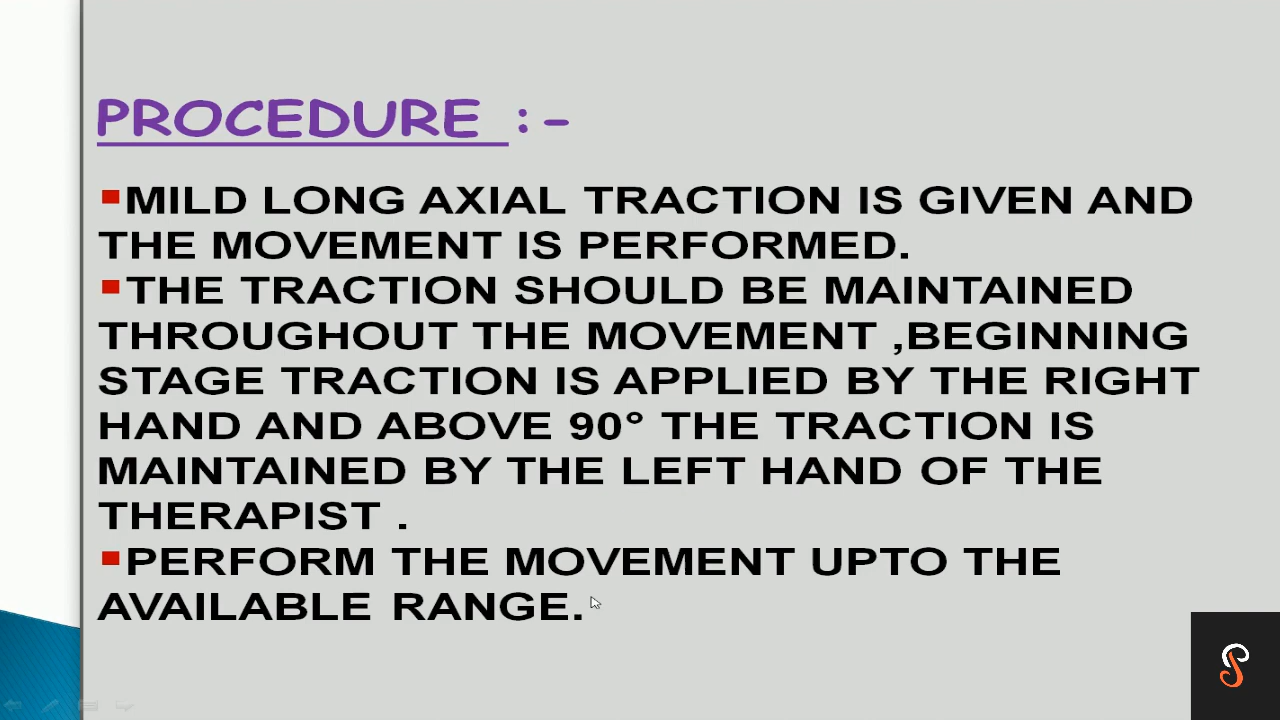 PROCEDURE :-
▪MILD LONG AXIAL TRACTION IS GIVEN AND
THE MOVEMENT IS PERFORMED.
▪THE TRACTION SHOULD BE MAINTAINED
THROUGHOUT THE MOVEMENT ,BEGINNING
STAGE TRACTION IS APPLIED BY THE RIGHT
HAND AND ABOVE 90° THE TRACTION IS
MAINTAINED BY THE LEFT HAND OF THE
THERAPIST .
▪PERFORM THE MOVEMENT UPTO THE
AVAILABLE RANGE.